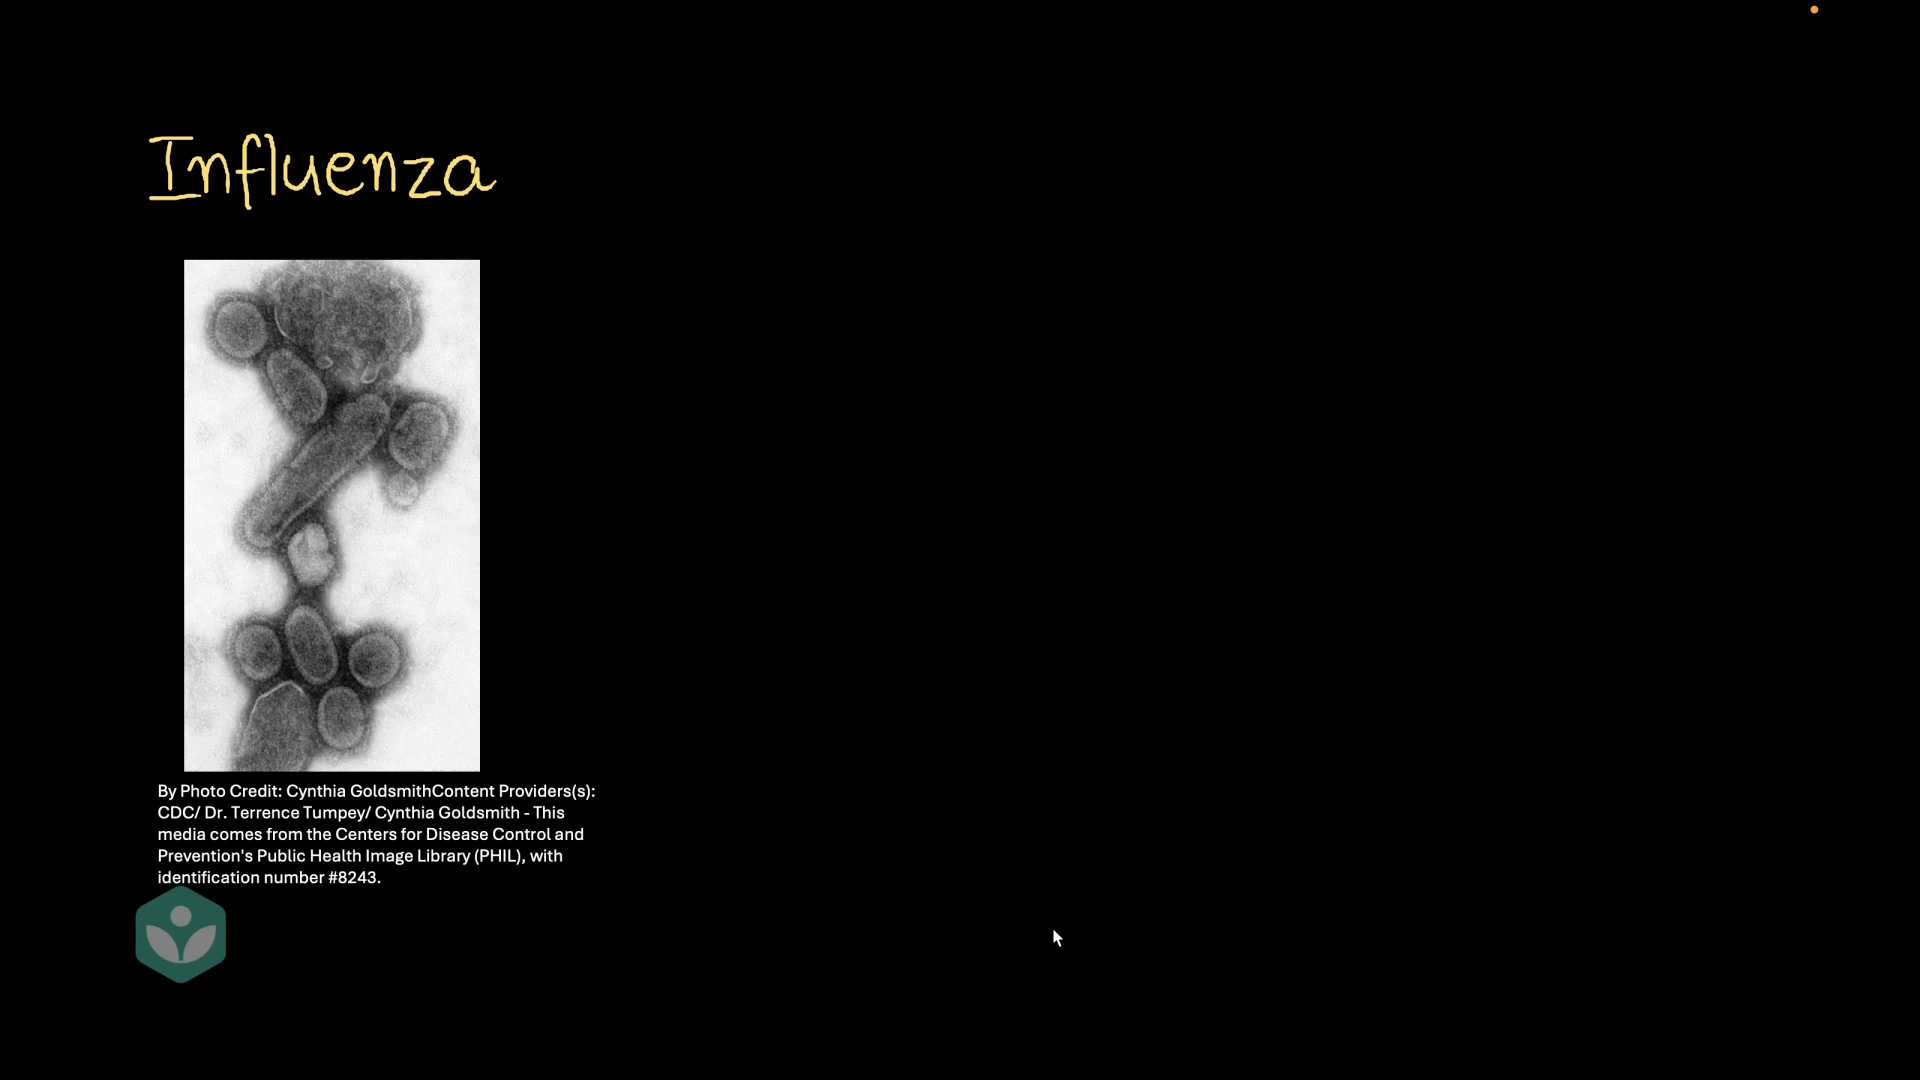 Influenza
By Photo Credit: Cynthia GoldsmithContent Providers(s):
CDC/ Dr. Terrence Tumpey/ Cynthia Goldsmith - This
media comes from the Centers for Disease Control and
Prevention's Public Health Image Library (PHIL), with
identification number #8243.